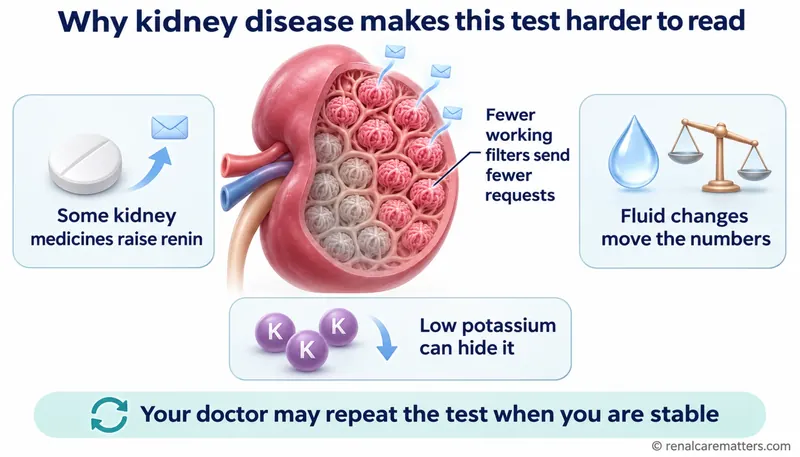 Why kidney disease makes this test harder to read
Some kidney
medicines raise renin
Fewer
working
filters send
fewer
requests
Fluid changes
move the numbers
K
K
K
Low potassium
can hide it
Your doctor may repeat the test when you are stable
© renalcarematters.com